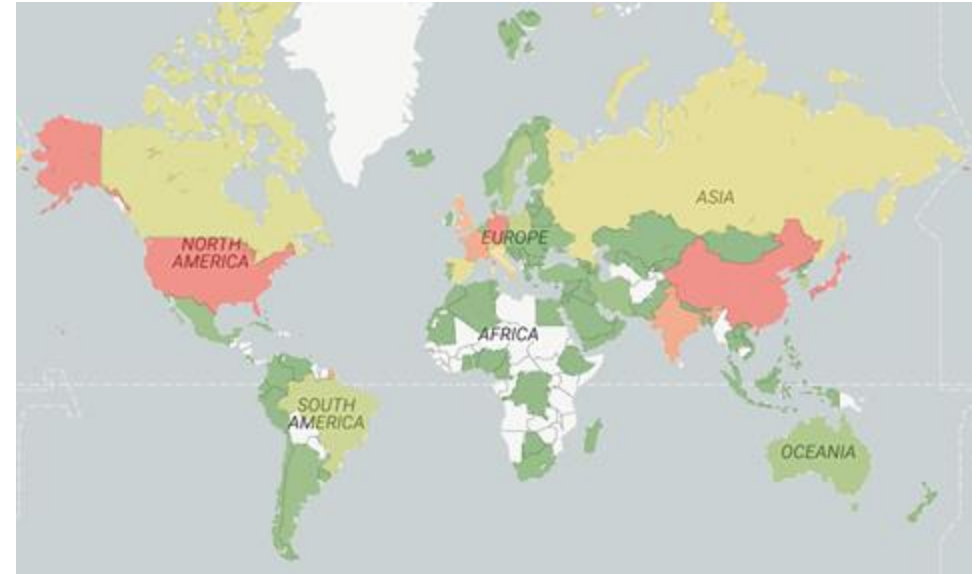 ASIA
EUROPE
NORTH
AMERICA
AFRICA
SOUTH
AMERICA
OCEANIA